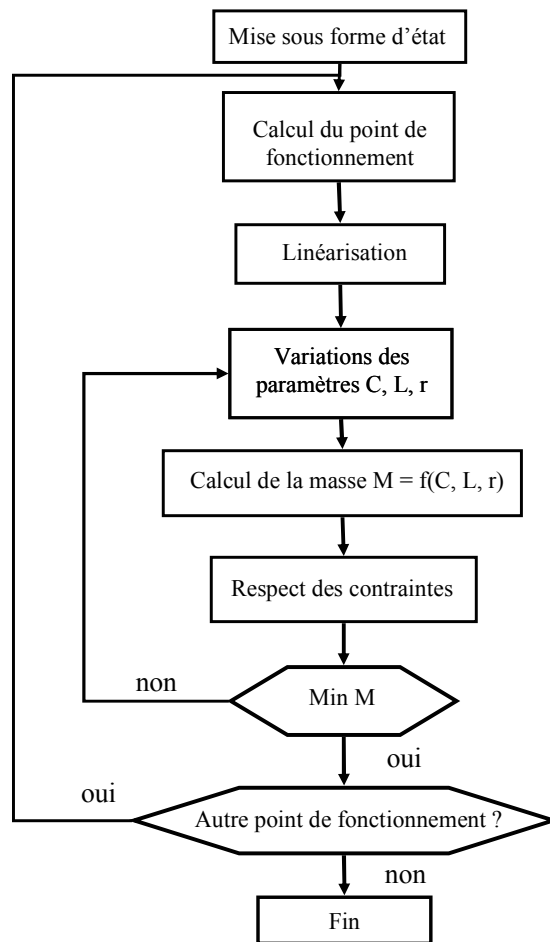 Mise sous forme d'état
Calcul du point de
fonctionnement
Linéarisation
Variations des
paramètres C, L, r
Calcul de la masse M = f(C, L, r)
Respect des contraintes
non
Min M
oui
oui
Autre point de fonctionnement ?
non
Fin